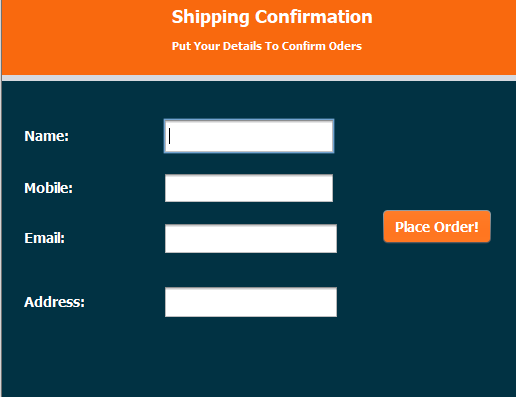 Shipping Confirmation
Put Your Details To Confirm Oders
Name:
Mobile:
Place Order!
Email:
Address: